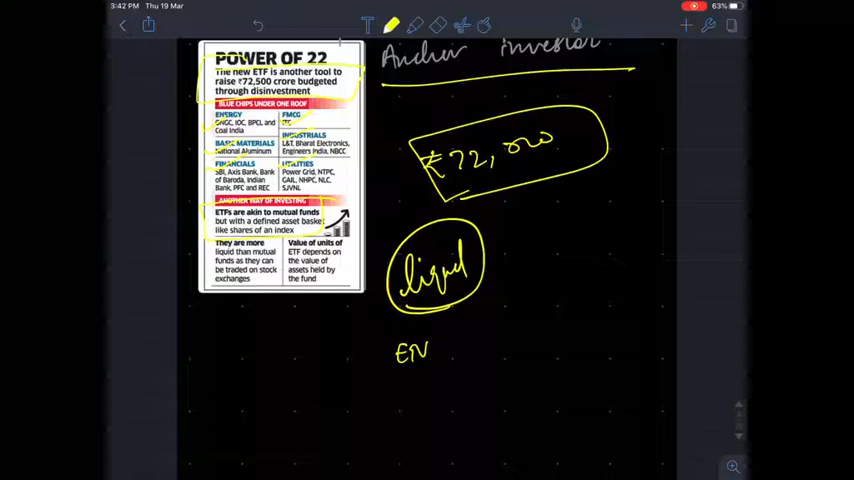 3:42 PM Thu 19 Mar
63%
T
Anchor investor
POWER OF 22
The new ETF is another tool to
raise ₹72,500 crore budgeted
through disinvestment
BLUE CHIPS UNDER ONE ROOF
ENERGY
ONGC, IOC, BPCL and
Coal India
BASIC MATERIALS
National Aluminum
FINANCIALS
SBI, Axis Bank, Bank
of Baroda, Indian
Bank, PFC and REC
FMCG
ITC
INDUSTRIALS
L&T, Bharat Electronics,
Engineers India, NBCC
UTILITIES
Power Grid, NTPC,
GAIL, NHPC, NLC,
SJVNL
ANOTHER WAY OF INVESTING
ETFs are akin to mutual funds
but with a defined asset basket
like shares of an index
They are more
liquid than mutual
funds as they can
be traded on stock
exchanges
Value of units of
ETF depends on
the value of
assets held by
the fund
₹72,000
liquid
EN